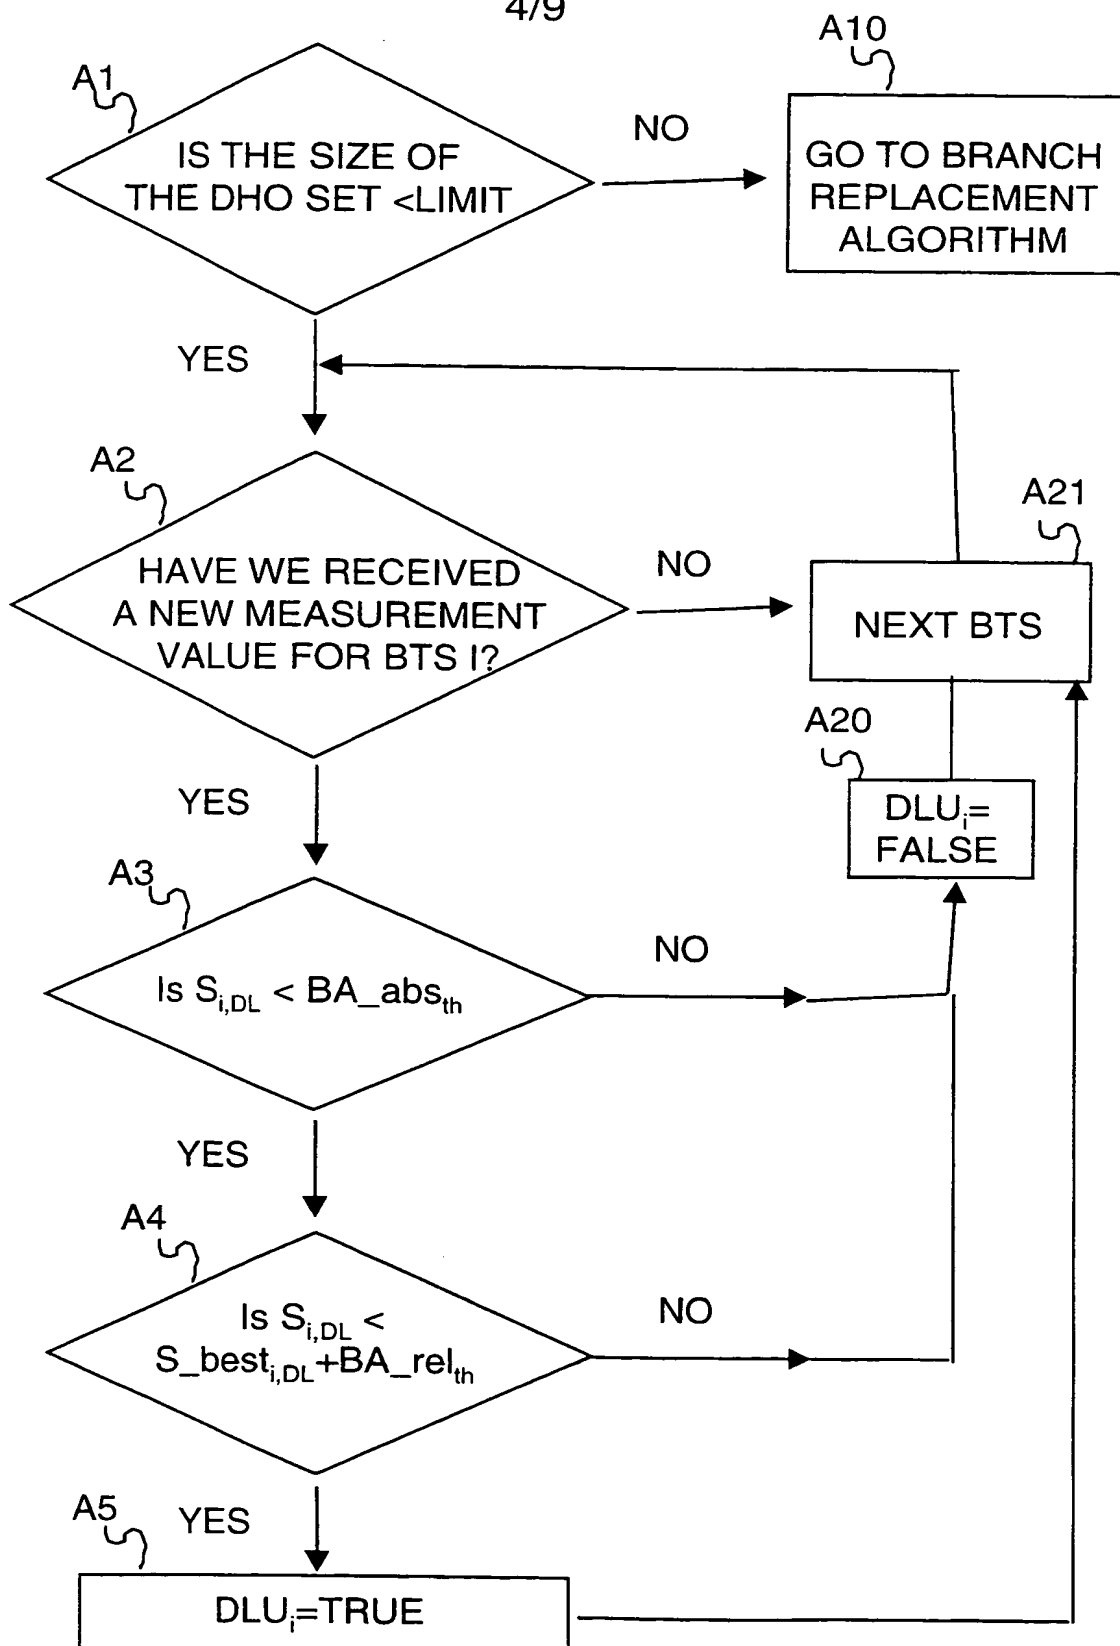 4/9
A1
IS THE SIZE OF
THE DHO SET <LIMIT
NO
A10
GO TO BRANCH
REPLACEMENT
ALGORITHM
YES
A2
HAVE WE RECEIVED
A NEW MEASUREMENT
VALUE FOR BTS I?
NO
A21
NEXT BTS
A20
DLUi=
FALSE
YES
A3
Is Si,DL < BA_absth
NO
YES
A4
Is Si,DL <
S_besti,DL+BA_relth
NO
A5
YES
DLUi=TRUE